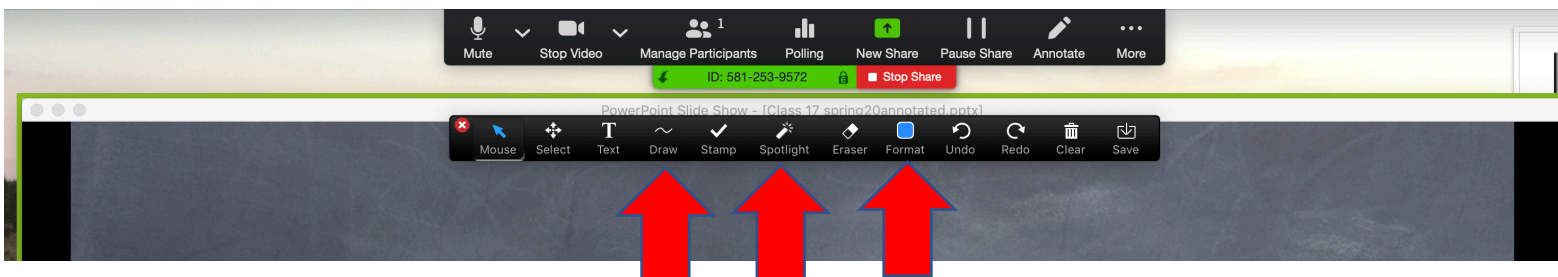 1
Mute Stop Video Manage Participants Polling New Share Pause Share Annotate More
ID: 581-253-9572 Stop Share
PowerPoint Slide Show - [Class 17 spring20annotated.pptx]
T
Mouse Select Text Draw Stamp Spotlight Eraser Format Undo Redo Clear Save